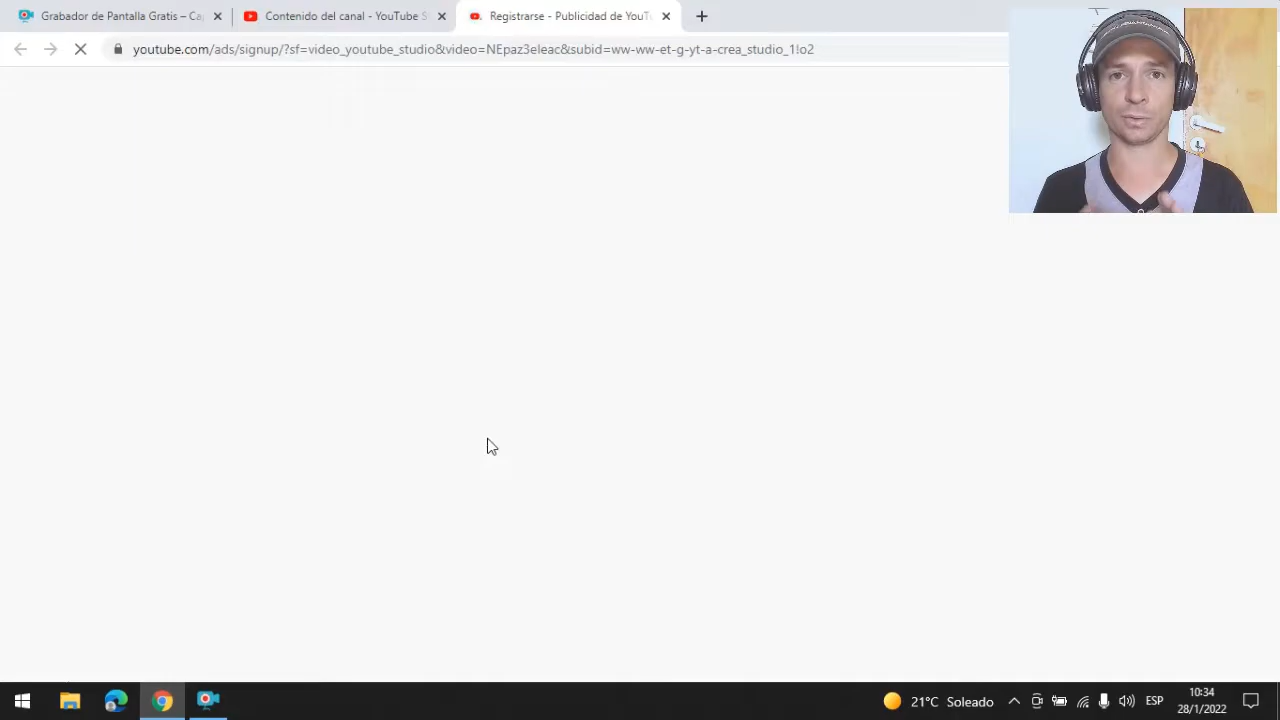 Grabador de Pantalla Gratis – Ca
Contenido del canal - YouTube S
Registrarse - Publicidad de YouT
youtube.com/ads/signup/?sf=video_youtube_studio&video=NEpaz3eleac&subid=ww-ww-et-g-yt-a-crea_studio_1!o2
21°C Soleado
ESP
10:34
28/1/2022